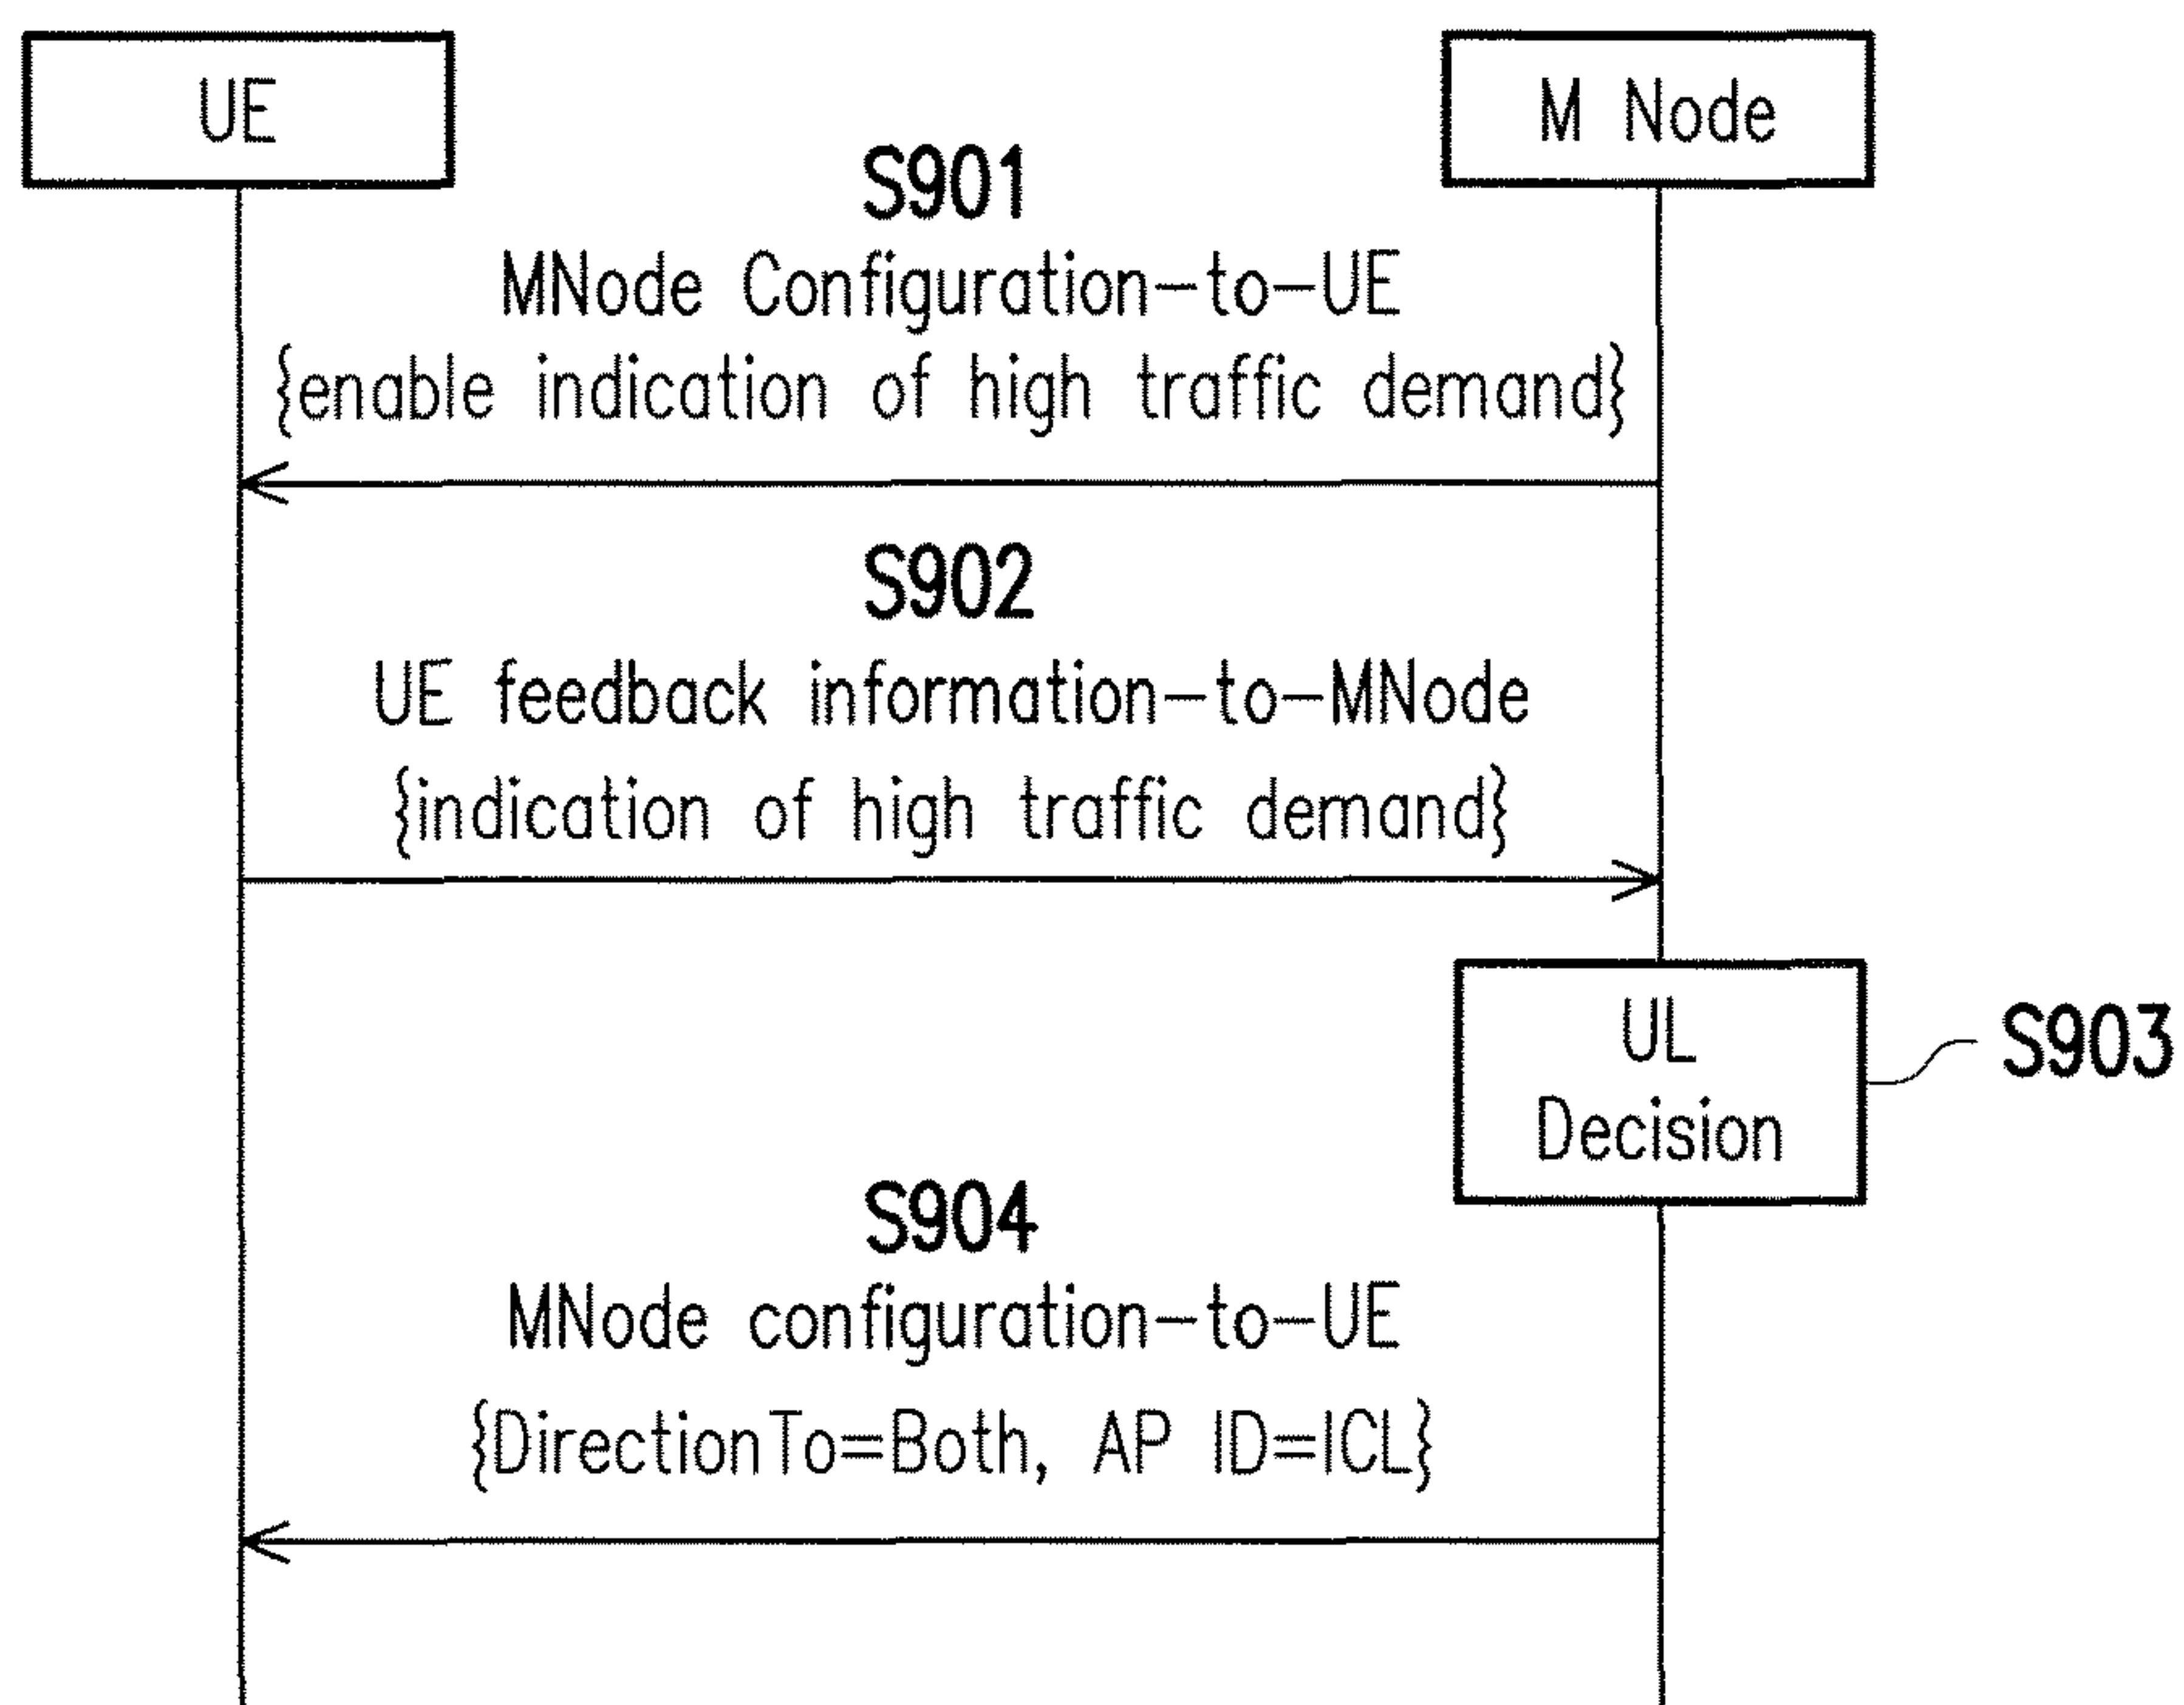 UE
M Node
S901
MNode Configuration-to-UE
{enable indication of high traffic demand}
S902
UE feedback information-to-MNode
{indication of high traffic demand}
UL
Decision
S903
S904
MNode configuration-to-UE
{DirectionTo=Both, AP ID=ICL}